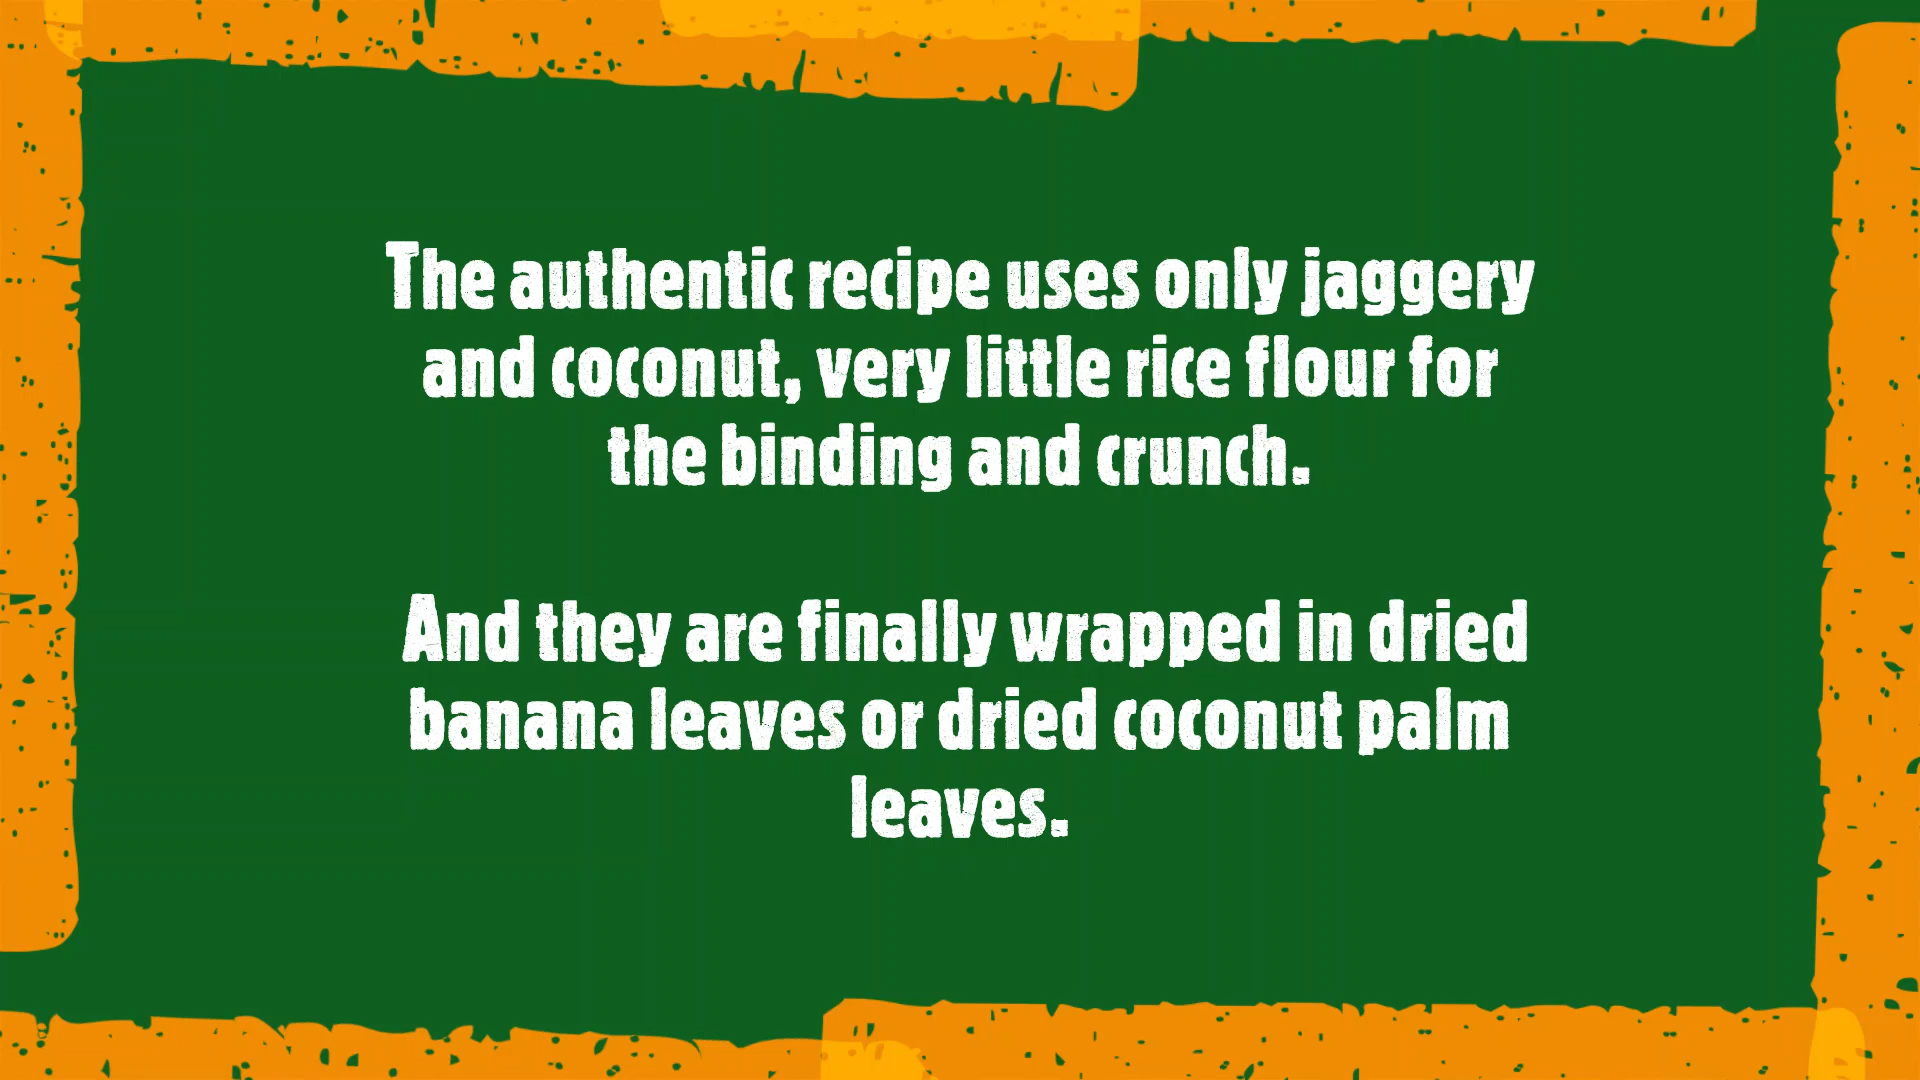 The authentic recipe uses only jaggery
and coconut, very little rice flour for
the binding and crunch.
And they are finally wrapped in dried
banana leaves or dried coconut palm
leaves.